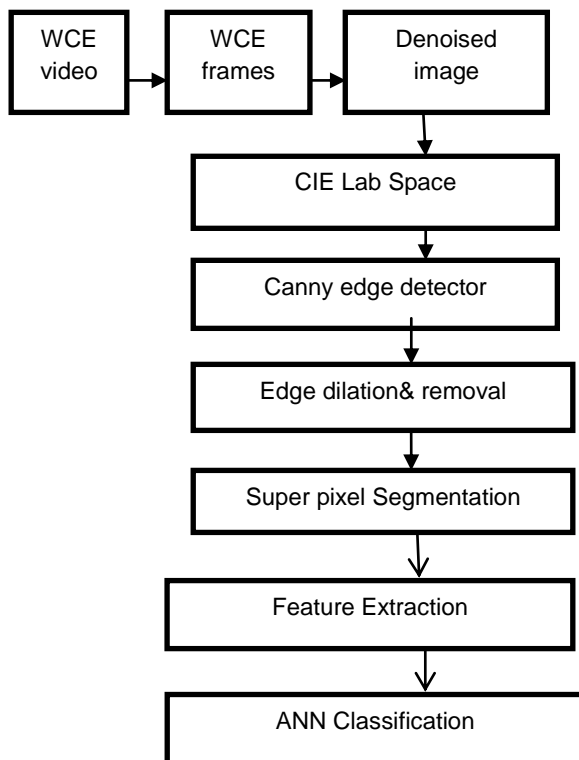 WCE
video
WCE
frames
Denoised
image
CIE Lab Space
Canny edge detector
Edge dilation& removal
Super pixel Segmentation
Feature Extraction
ANN Classification